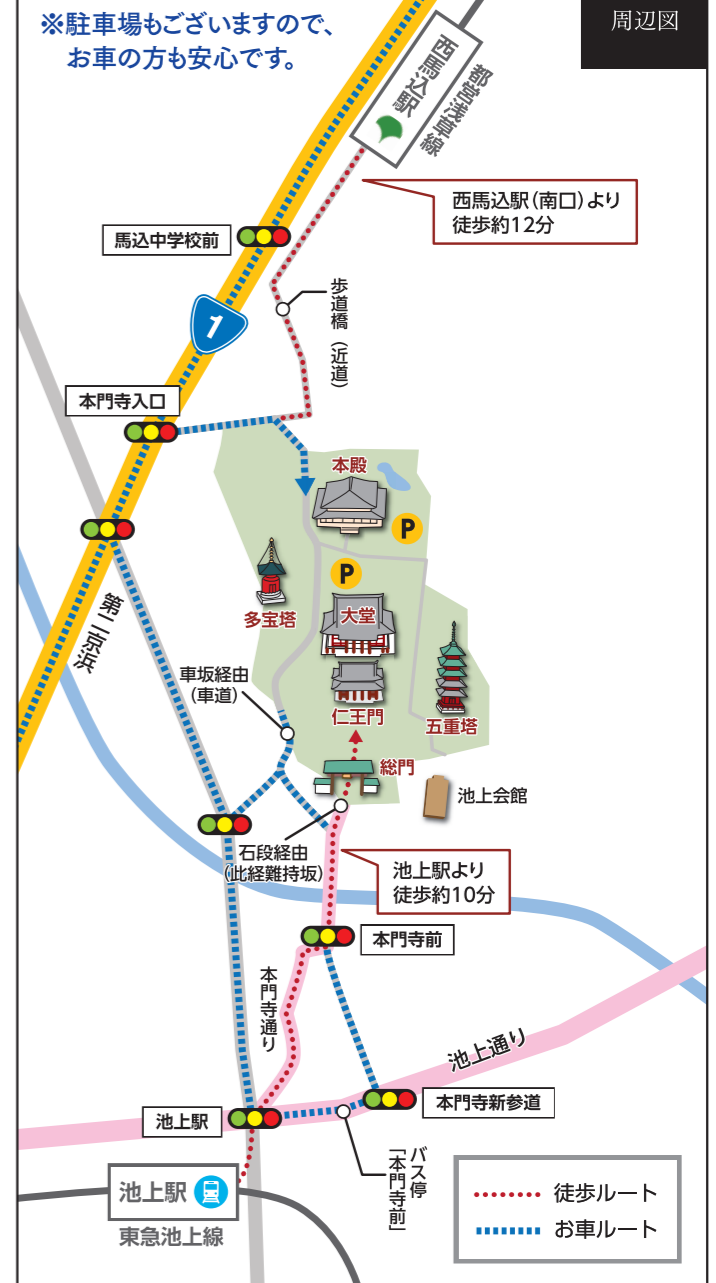 ※駐車場もございますので、
お車の方も安心です。
周辺図
西馬込駅
都営浅草線
西馬込駅（南口）より
徒歩約12分
馬込中学校前
歩道橋（近道）
1
本門寺入口
本殿
P
P
多宝塔
大堂
第二京浜
車坂経由
（車道）
仁王門
五重塔
総門
池上会館
石段経由
（此経難持坂）
池上駅より
徒歩約10分
本門寺前
本門寺通り
池上通り
池上駅
本門寺新参道
バス停
「本門寺前」
池上駅
東急池上線
徒歩ルート
お車ルート